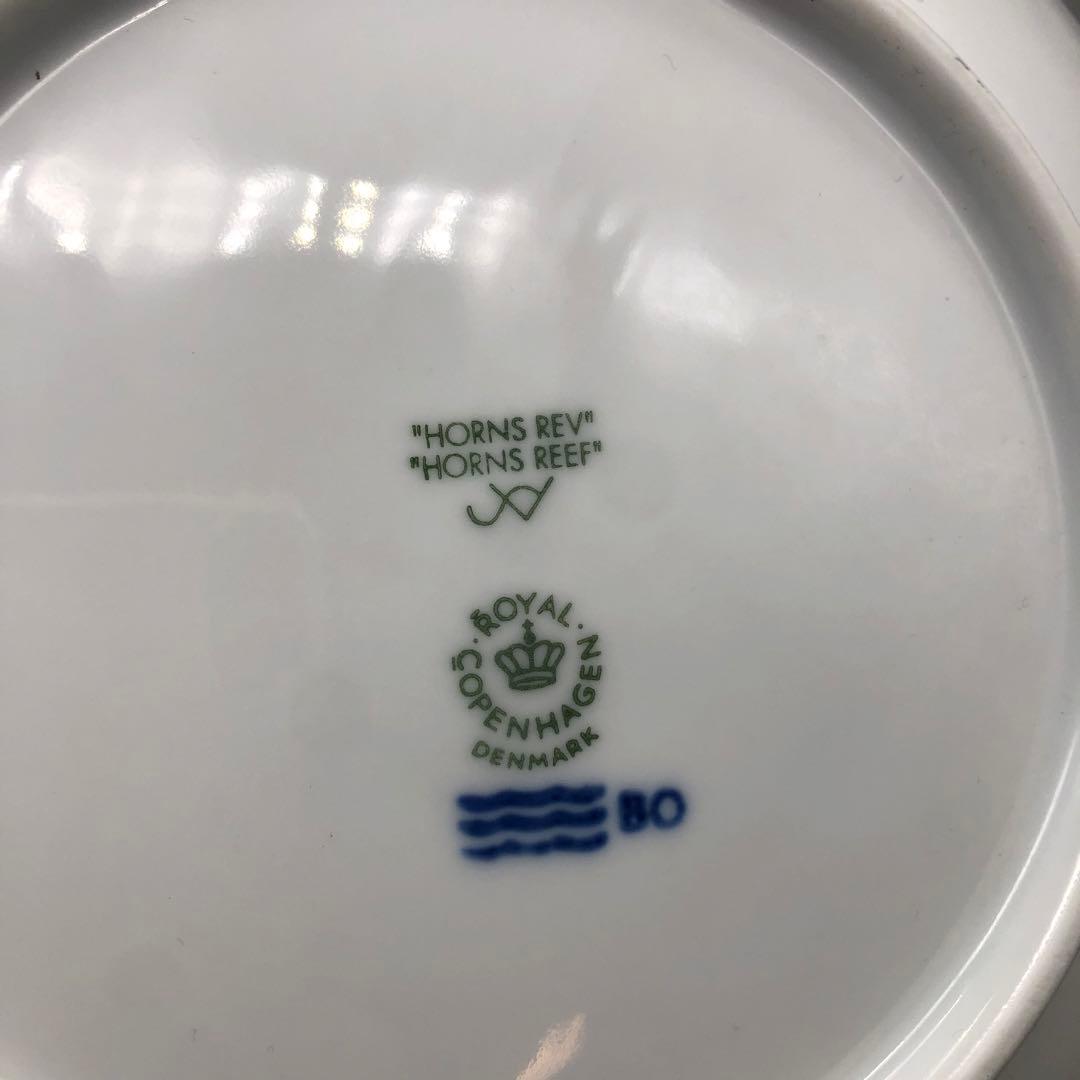 "HORNS REV"
"HORNS REEF"
ROYAL
COPENHAGEN
DENMARK
BO